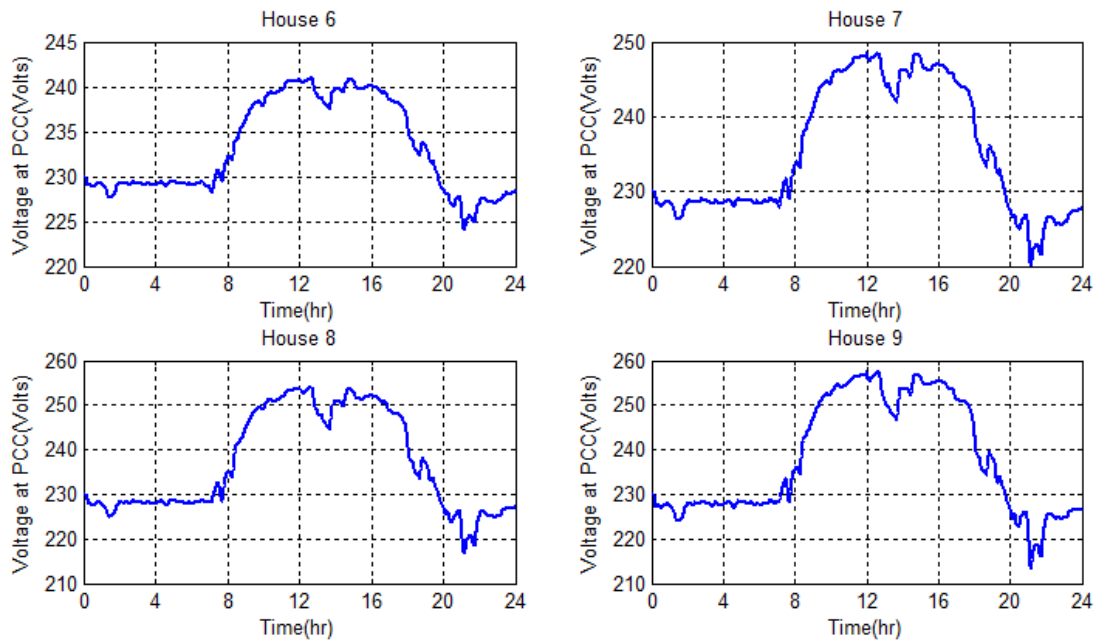 House 6
Voltage at PCC(Volts)
245
240
235
230
225
220
0 4 8 12 16 20 24
Time(hr)
House 7
Voltage at PCC(Volts)
250
240
230
220
0 4 8 12 16 20 24
Time(hr)
House 8
Voltage at PCC(Volts)
260
250
240
230
220
210
0 4 8 12 16 20 24
Time(hr)
House 9
Voltage at PCC(Volts)
260
250
240
230
220
210
0 4 8 12 16 20 24
Time(hr)